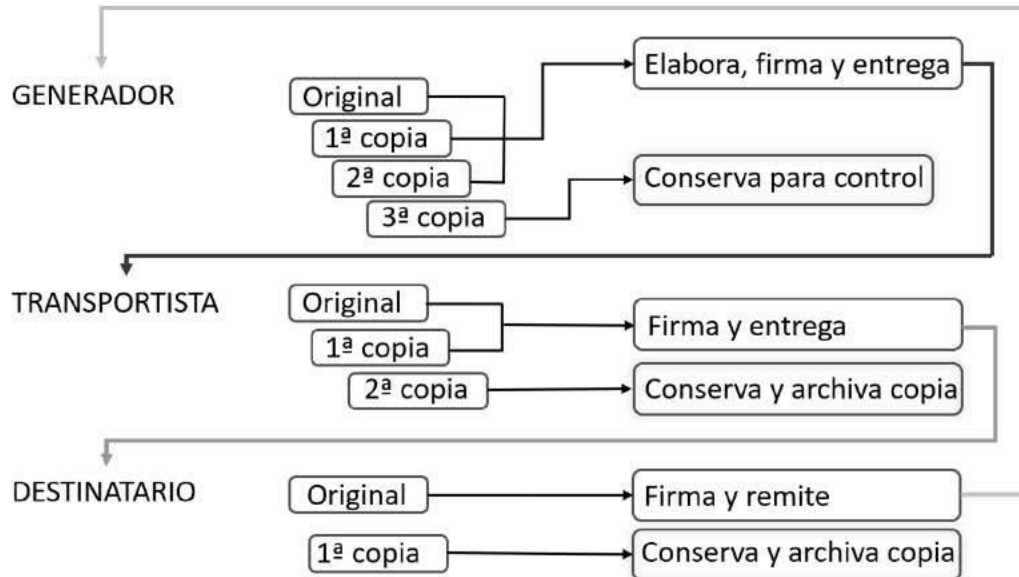 GENERADOR
Original
1ª copia
2ª copia
3ª copia
Elabora, firma y entrega
Conserva para control
TRANSPORTISTA
Original
1ª copia
2ª copia
Firma y entrega
Conserva y archiva copia
DESTINATARIO
Original
1ª copia
Firma y remite
Conserva y archiva copia